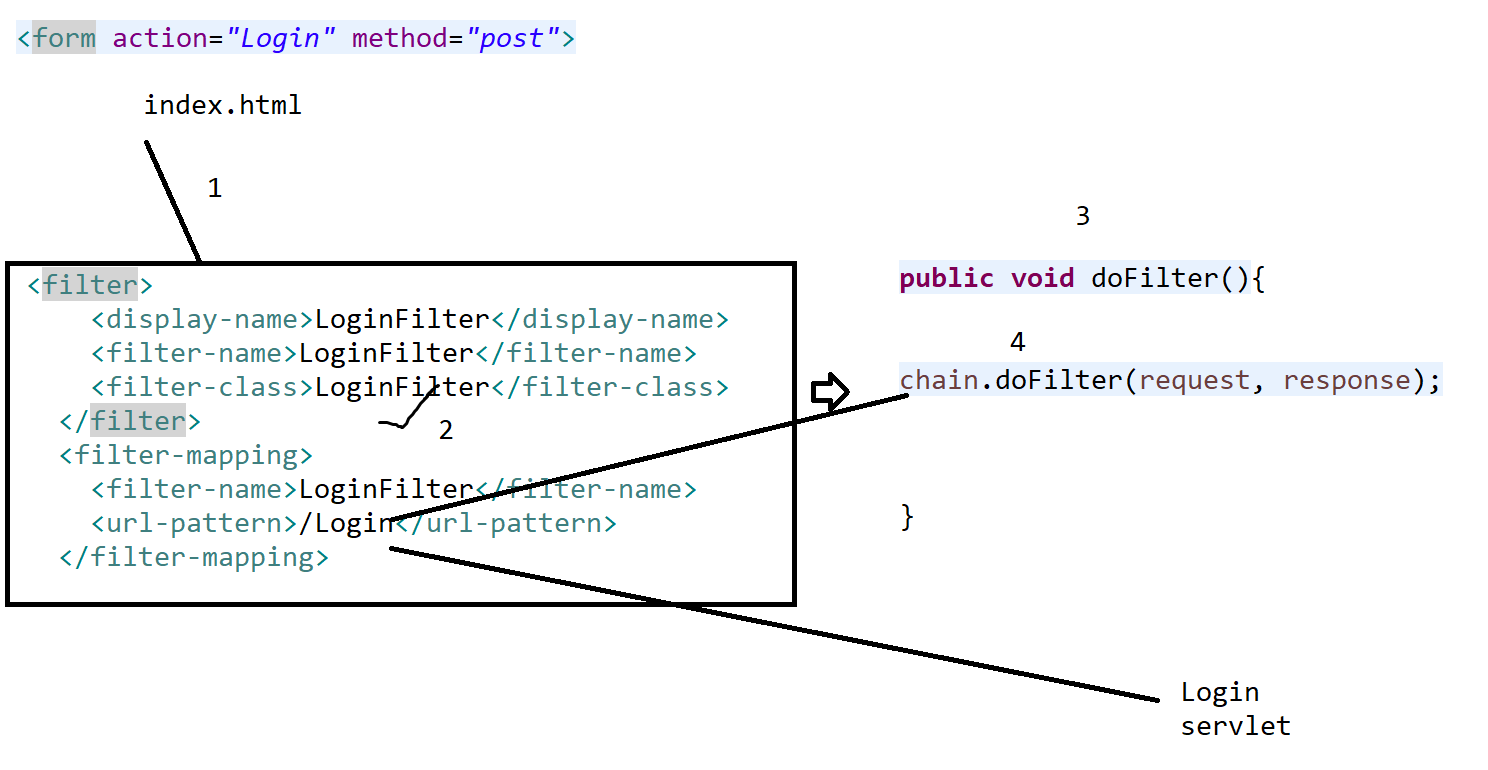 <form action="Login" method="post">
index.html
1
<filter>
<display-name>LoginFilter</display-name>
<filter-name>LoginFilter</filter-name>
<filter-class>LoginFilter</filter-class>
</filter>
2
<filter-mapping>
<filter-name>LoginFilter</filter-name>
<url-pattern>/Login</url-pattern>
</filter-mapping>
3
public void doFilter(){
4
chain.doFilter(request, response);
}
Login
servlet